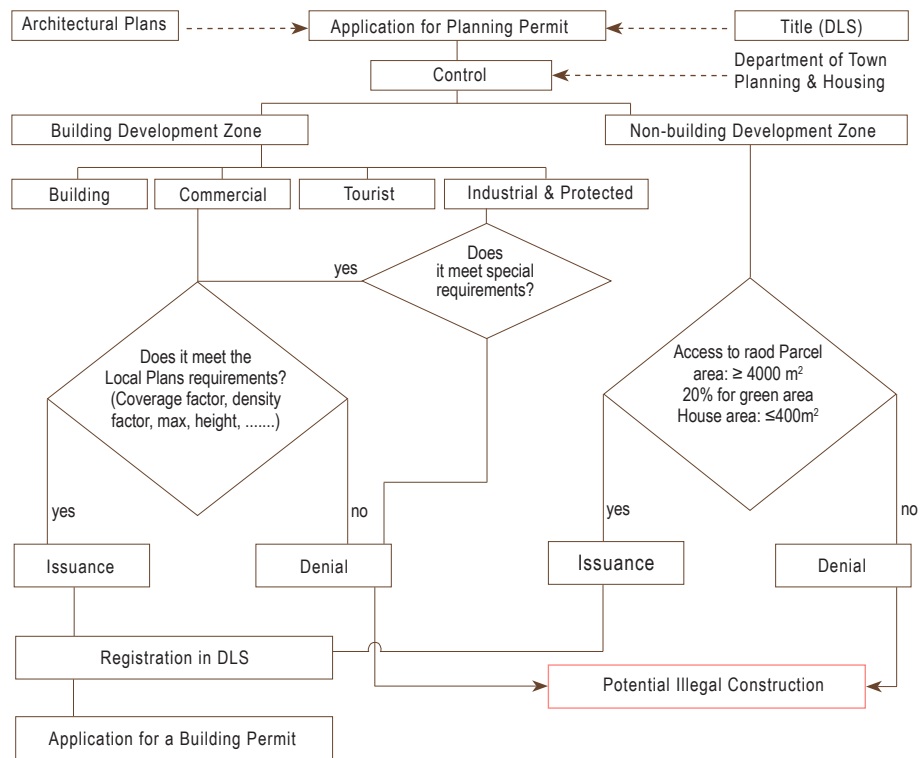 Architectural Plans
Application for Planning Permit
Title (DLS)
Control
Department of Town
Planning & Housing
Building Development Zone
Non-building Development Zone
Building
Commercial
Tourist
Industrial & Protected
Does
it meet special
requirements?
yes
Does it meet the
Local Plans requirements?
(Coverage factor, density
factor, max, height, .......)
Access to raod Parcel
area: ≥ 4000 m²
20% for green area
House area: ≤400m²
yes
no
yes
no
Issuance
Denial
Issuance
Denial
Registration in DLS
Potential Illegal Construction
Application for a Building Permit